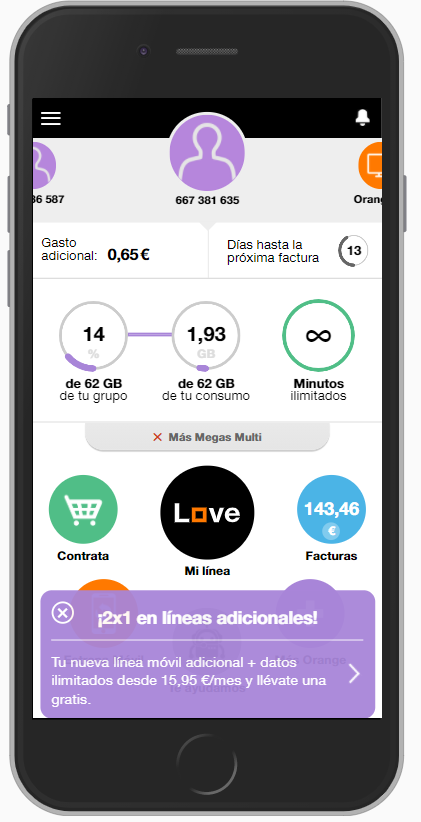 36 587
667 381 635
Orang
Gasto
adicional: 0,65 €
Días hasta la
próxima factura
13
14
%
1,93
GB
∞
de 62 GB
de tu grupo
de 62 GB
de tu consumo
Minutos
ilimitados
× Más Megas Multi
Love
143,46
€
Contrata
Mi línea
Facturas
¡2x1 en líneas adicionales!
Tu nueva línea móvil adicional + datos
ilimitados desde 15,95 €/mes y llévate una
gratis.
Orange
Te ayudamos